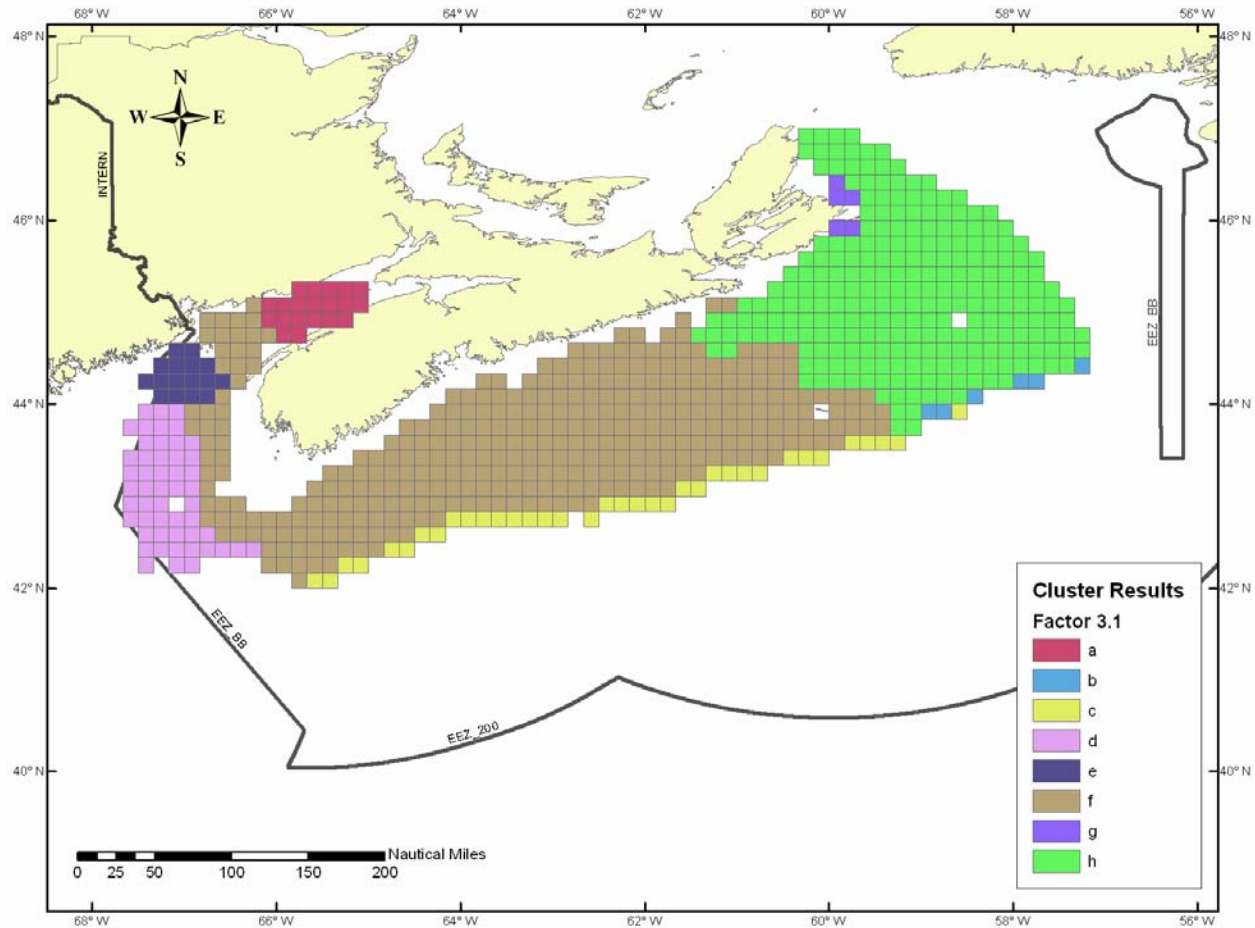 68° W 66° W 64° W 62° W 60° W 58° W 56° W
48° N 48° N
N
W E
S
INTERN
46° N 46° N
EEZ_BB
44° N 44° N
42° N 42° N
EEZ_BB
EEZ_200
40° N 40° N
Cluster Results
Factor 3.1
a
b
c
d
e
f
g
h
Nautical Miles
0 25 50 100 150 200
68° W 66° W 64° W 62° W 60° W 58° W 56° W